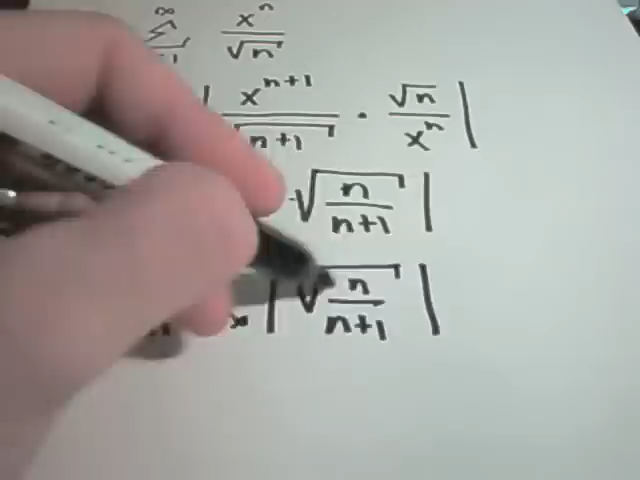 ∞ Σ x^n / √n
| x^(n+1) / √(n+1) · √n / x^n |
√(n / (n+1)) |
| √(n / (n+1)) |